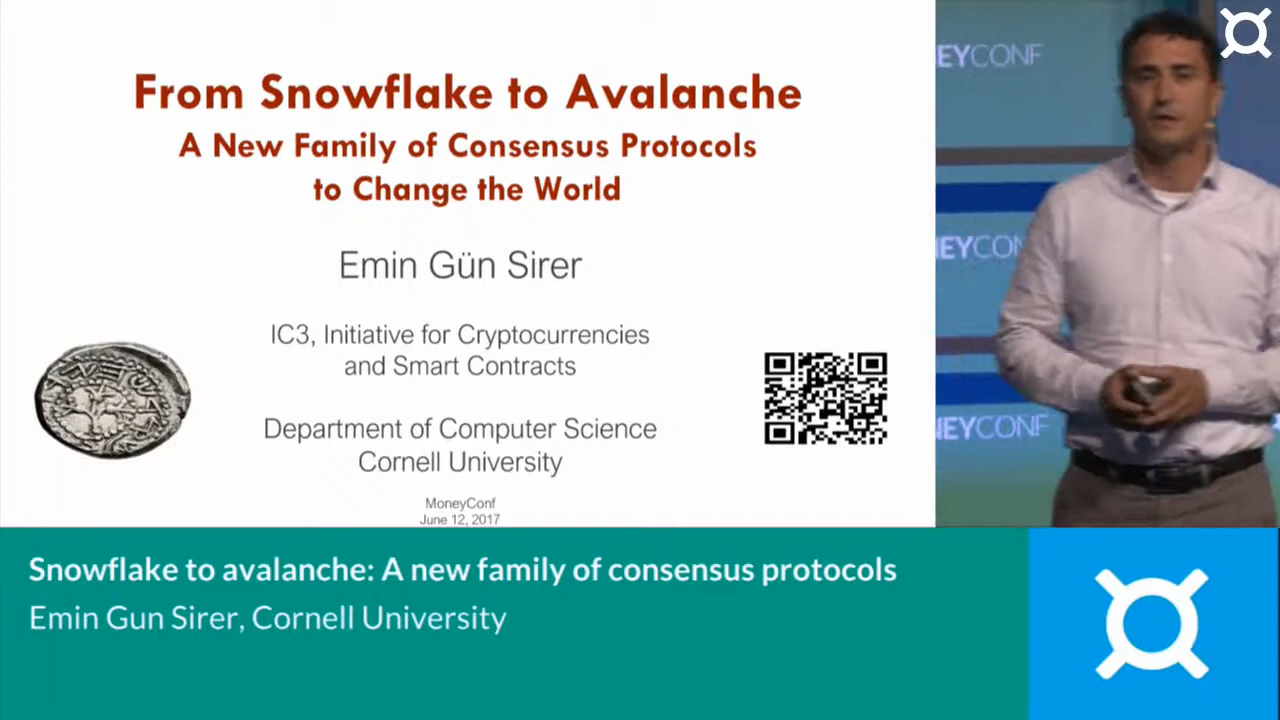 From Snowflake to Avalanche
A New Family of Consensus Protocols
to Change the World
Emin Gün Sirer
IC3, Initiative for Cryptocurrencies
and Smart Contracts
Department of Computer Science
Cornell University
MoneyConf
June 12, 2017
EYCONF
EYCON
NEYCONF
Snowflake to avalanche: A new family of consensus protocols
Emin Gun Sirer, Cornell University